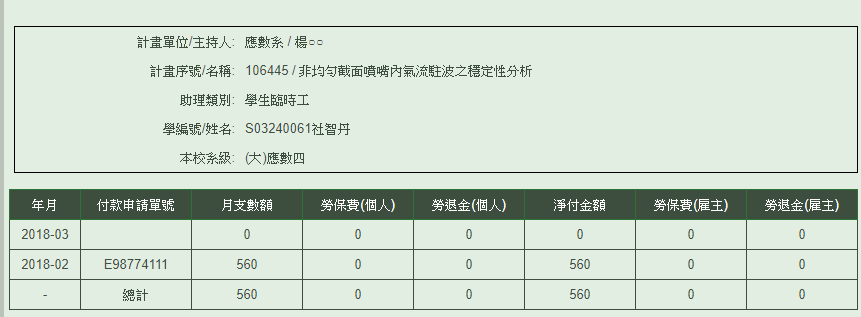 計畫單位/主持人: 應數系 / 楊○○
計畫序號/名稱: 106445 / 非均勻截面噴嘴內氣流駐波之穩定性分析
助理類別: 學生臨時工
學編號/姓名: S03240061社智丹
本校系級: (大)應數四
年月 付款申請單號 月支數額 勞保費(個人) 勞退金(個人) 淨付金額 勞保費(雇主) 勞退金(雇主)
2018-03 0 0 0 0 0 0
2018-02 E98774111 560 0 0 560 0 0
- 總計 560 0 0 560 0 0